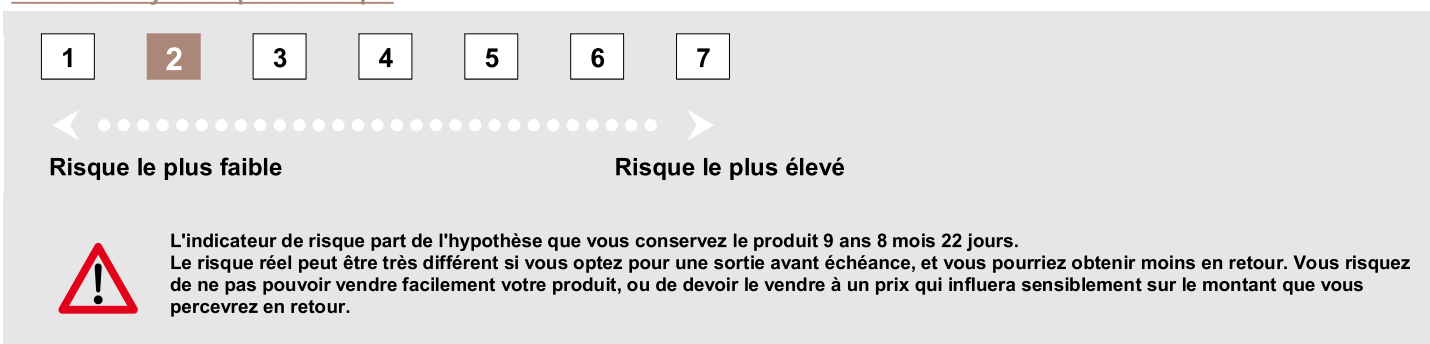 1 2 3 4 5 6 7
Risque le plus faible Risque le plus élevé
L'indicateur de risque part de l'hypothèse que vous conservez le produit 9 ans 8 mois 22 jours.
Le risque réel peut être très différent si vous optez pour une sortie avant échéance, et vous pourriez obtenir moins en retour. Vous risquez
de ne pas pouvoir vendre facilement votre produit, ou de devoir le vendre à un prix qui influera sensiblement sur le montant que vous
percevrez en retour.